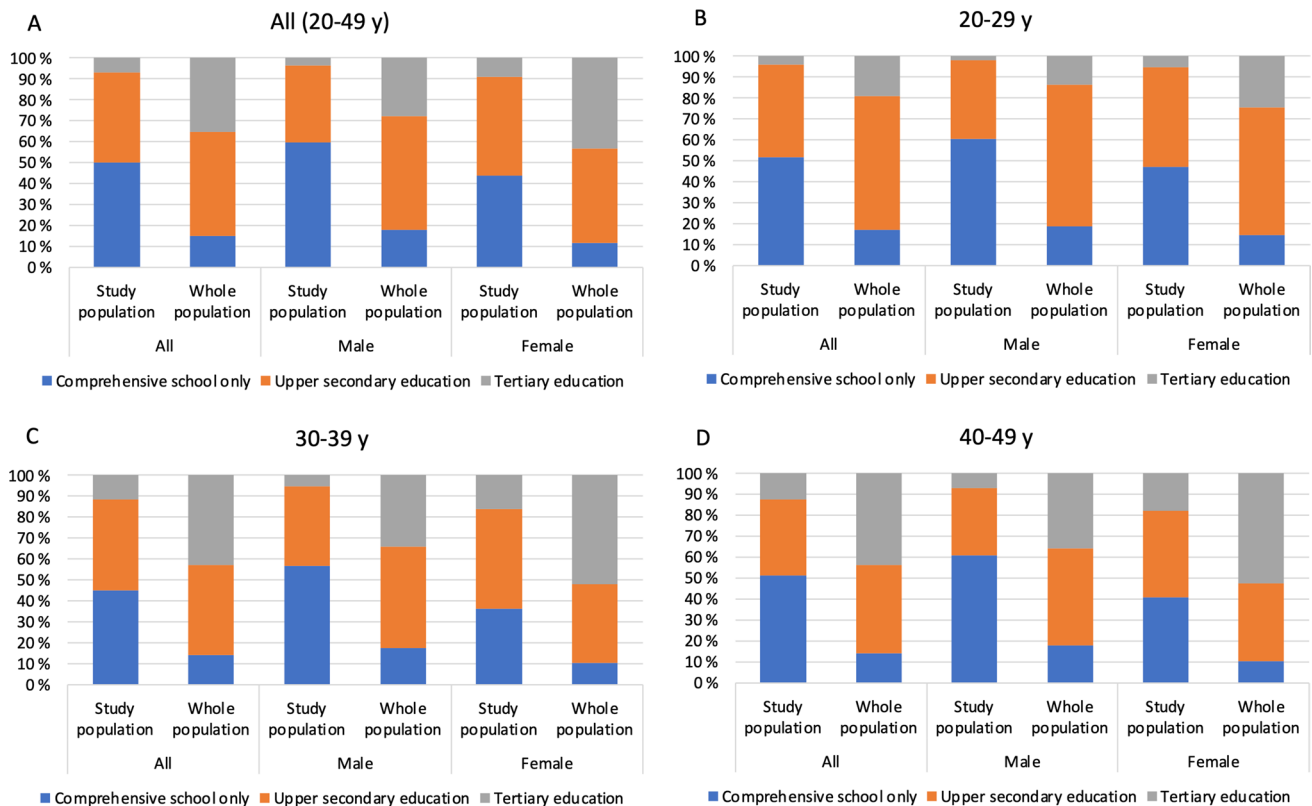 A
All (20-49 y)
100 %
90 %
80 %
70 %
60 %
50 %
40 %
30 %
20 %
10 %
0 %
Study population
Whole population
Study population
Whole population
Study population
Whole population
All
Male
Female
Comprehensive school only
Upper secondary education
Tertiary education
B
20-29 y
100 %
90 %
80 %
70 %
60 %
50 %
40 %
30 %
20 %
10 %
0 %
Study population
Whole population
Study population
Whole population
Study population
Whole population
All
Male
Female
Comprehensive school only
Upper secondary education
Tertiary education
C
30-39 y
100 %
90 %
80 %
70 %
60 %
50 %
40 %
30 %
20 %
10 %
0 %
Study population
Whole population
Study population
Whole population
Study population
Whole population
All
Male
Female
Comprehensive school only
Upper secondary education
Tertiary education
D
40-49 y
100 %
90 %
80 %
70 %
60 %
50 %
40 %
30 %
20 %
10 %
0 %
Study population
Whole population
Study population
Whole population
Study population
Whole population
All
Male
Female
Comprehensive school only
Upper secondary education
Tertiary education